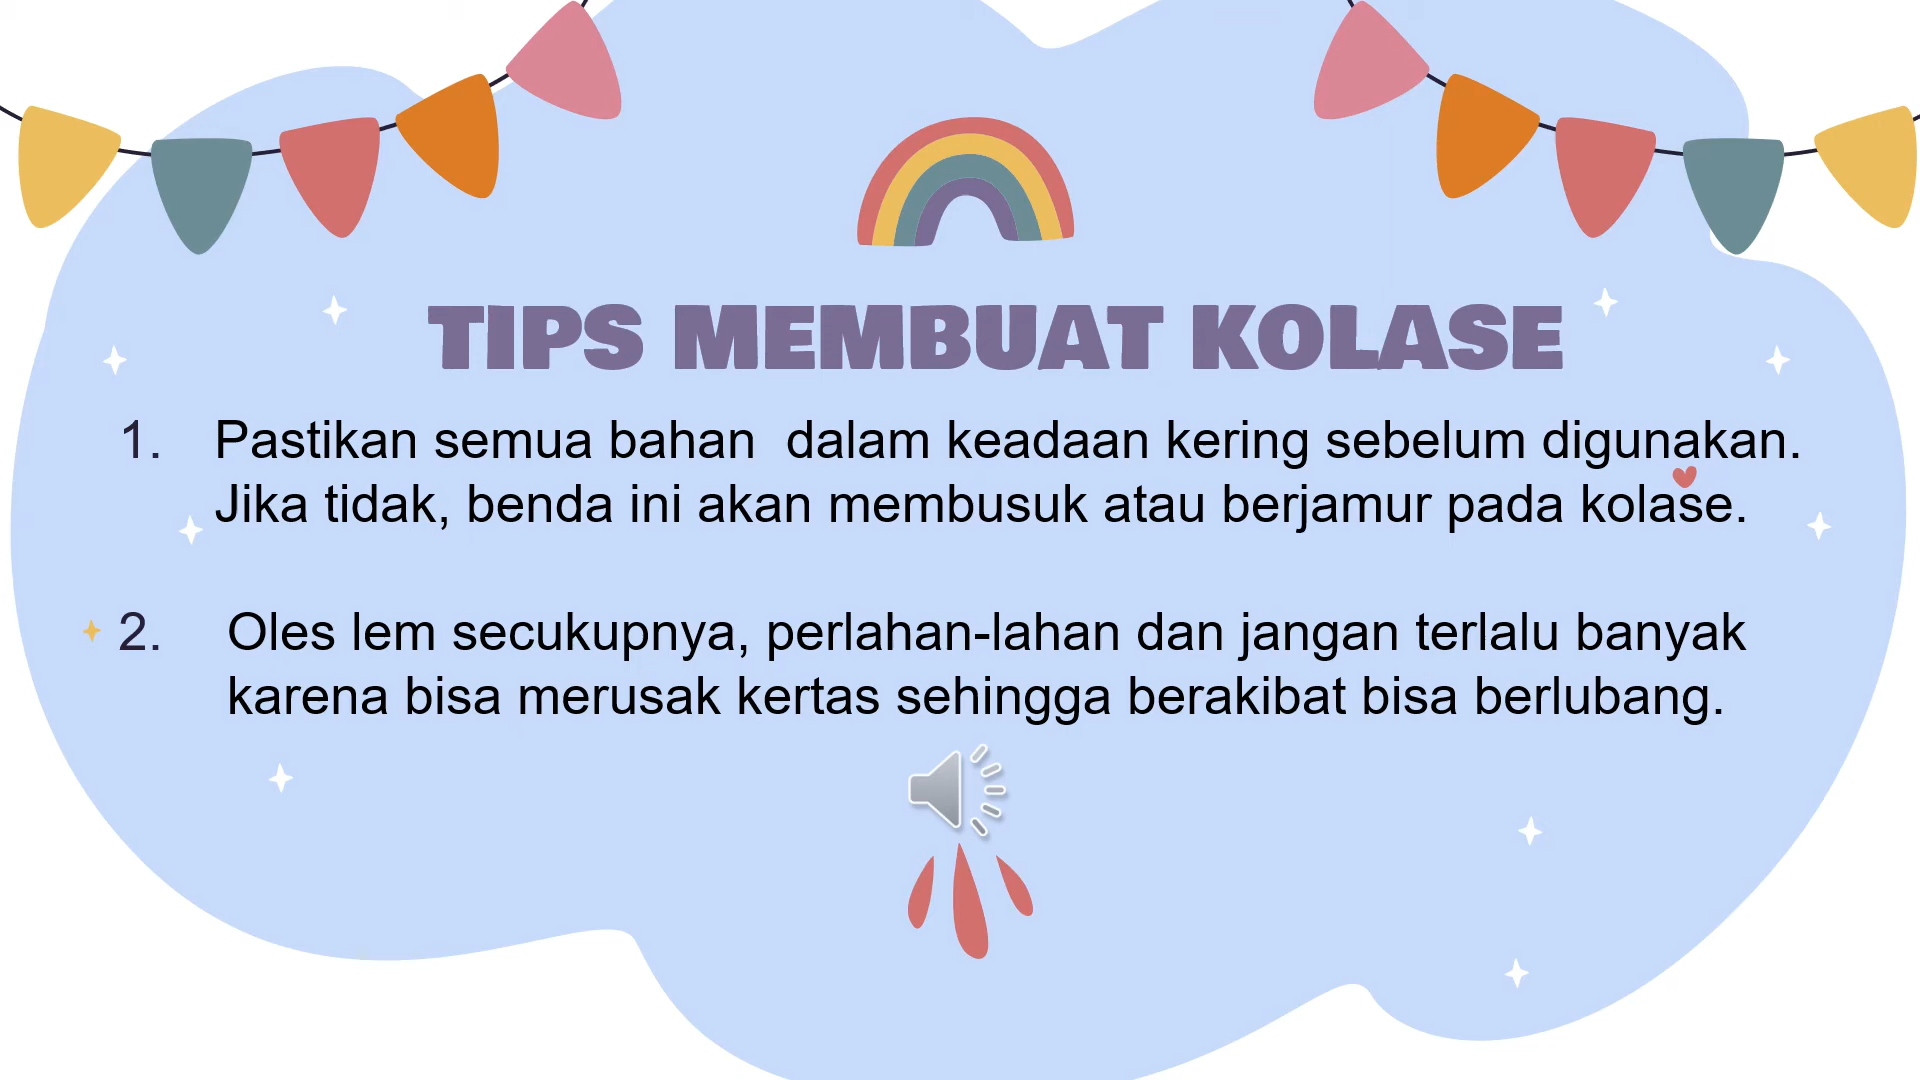 TIPS MEMBUAT KOLASE
1. Pastikan semua bahan  dalam keadaan kering sebelum digunakan.
Jika tidak, benda ini akan membusuk atau berjamur pada kolase.
2. Oles lem secukupnya, perlahan-lahan dan jangan terlalu banyak
karena bisa merusak kertas sehingga berakibat bisa berlubang.